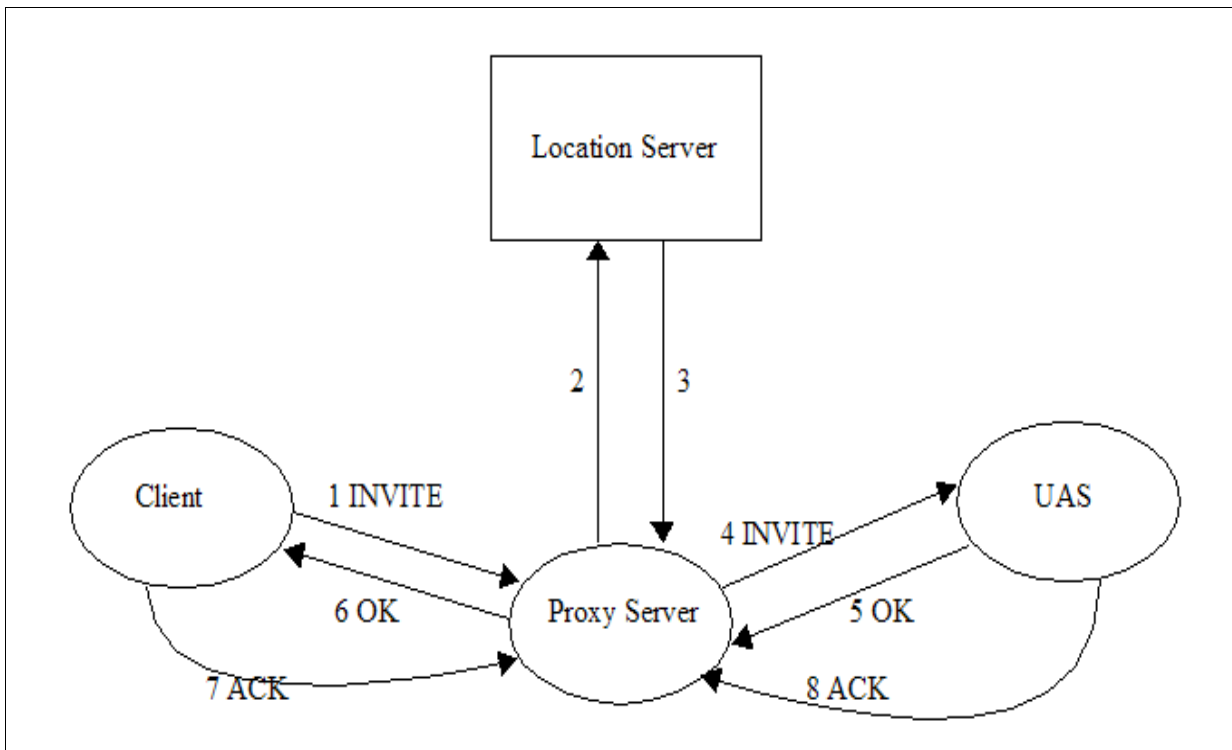 Location Server
2
3
Client
1 INVITE
UAS
4 INVITE
6 OK
Proxy Server
5 OK
7 ACK
8 ACK